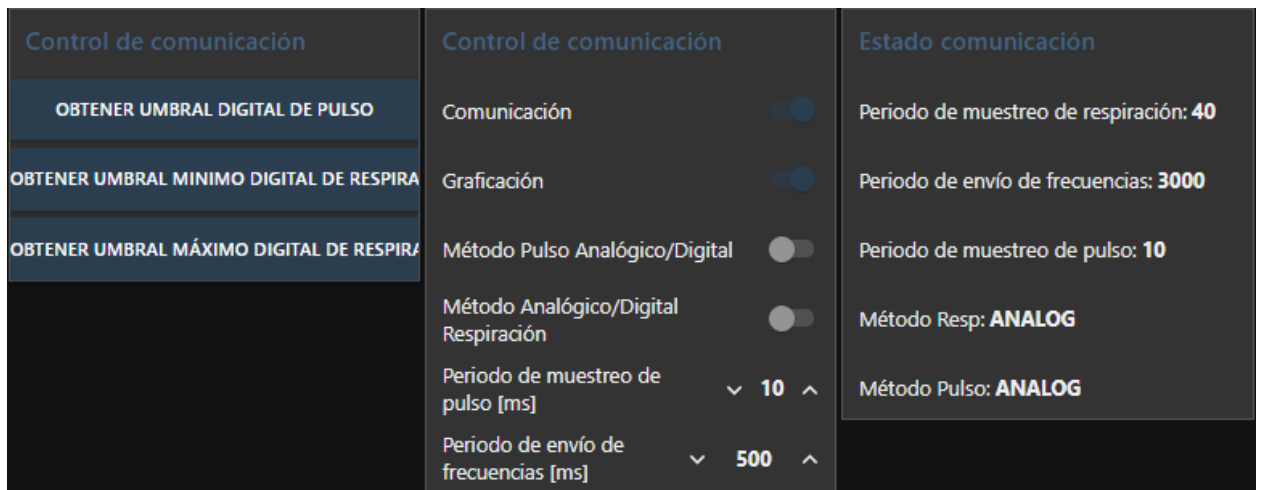 Control de comunicación
OBTENER UMBRAL DIGITAL DE PULSO
OBTENER UMBRAL MINIMO DIGITAL DE RESPIRA
OBTENER UMBRAL MÁXIMO DIGITAL DE RESPIRA
Control de comunicación
Comunicación
Graficación
Método Pulso Analógico/Digital
Método Analógico/Digital
Respiración
Periodo de muestreo de
pulso [ms]
10
Periodo de envío de
frecuencias [ms]
500
Estado comunicación
Periodo de muestreo de respiración: 40
Periodo de envío de frecuencias: 3000
Periodo de muestreo de pulso: 10
Método Resp: ANALOG
Método Pulso: ANALOG